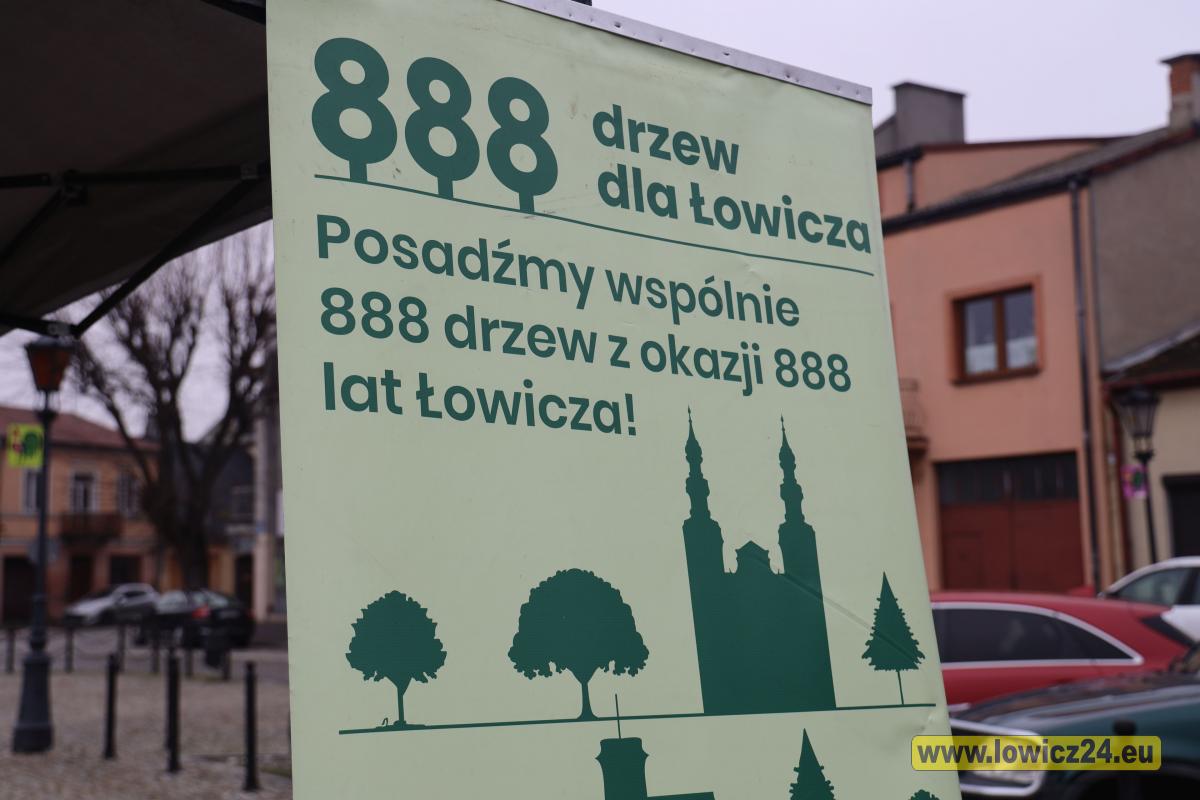 888 drzew
dla Łowicza
Posadźmy wspólnie
888 drzew z okazji 888
lat Łowicza!
www.lowicz24.eu